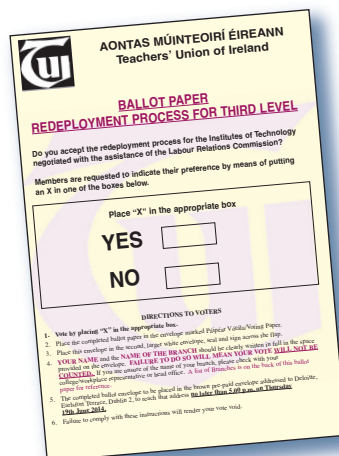 TUI
AONTAS MÚINTEOIRÍ ÉIREANN
Teachers' Union of Ireland
BALLOT PAPER
REDEPLOYMENT PROCESS FOR THIRD LEVEL
Do you accept the redeployment process for the Institutes of Technology
negotiated with the assistance of the Labour Relations Commission?
Members are requested to indicate their preference by means of putting
an X in one of the boxes below.
Place "X" in the appropriate box
YES
NO
DIRECTIONS TO VOTERS
1. Vote by placing "X" in the appropriate box.
2. Place the completed ballot paper in the envelope marked Páipéar Vótála/Voting Paper.
3. Place this envelope in the second, larger white envelope, seal and sign across the flap.
4. YOUR NAME and the NAME OF THE BRANCH should be clearly written in full in the space
provided on the envelope. FAILURE TO DO SO WILL MEAN YOUR VOTE WILL NOT BE
COUNTED. If you are unsure of the name of your branch, please check with your
college/workplace representative or head office. A list of Branches is on the back of this ballot
paper for reference.
5. The completed ballot envelope to be placed in the brown pre-paid envelope addressed to Deloitte,
Earlsfort Terrace, Dublin 2, to reach that address no later than 5.00 p.m. on Thursday
19th June 2014.
6. Failure to comply with these instructions will render your vote void.